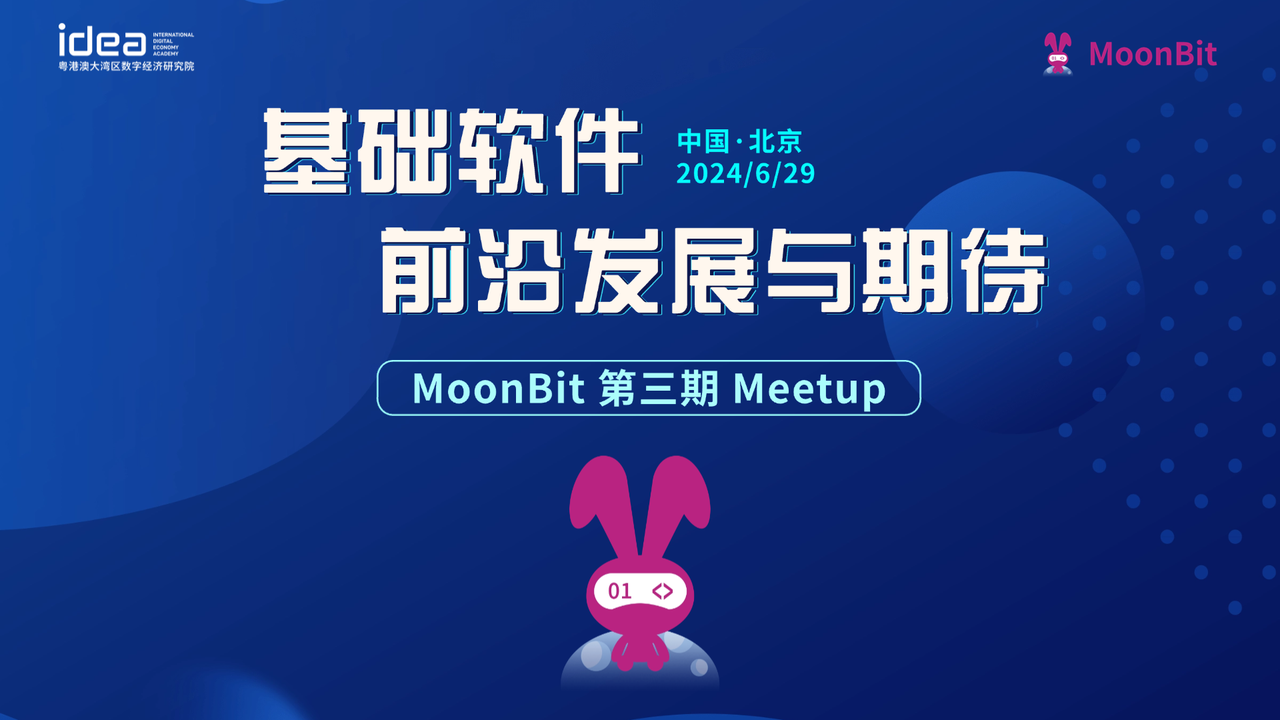 idea INTERNATIONAL
DIGITAL
ECONOMY
ACADEMY
粤港澳大湾区数字经济研究院
MoonBit
基础软件
中国·北京
2024/6/29
前沿发展与期待
MoonBit 第三期 Meetup
01 <>